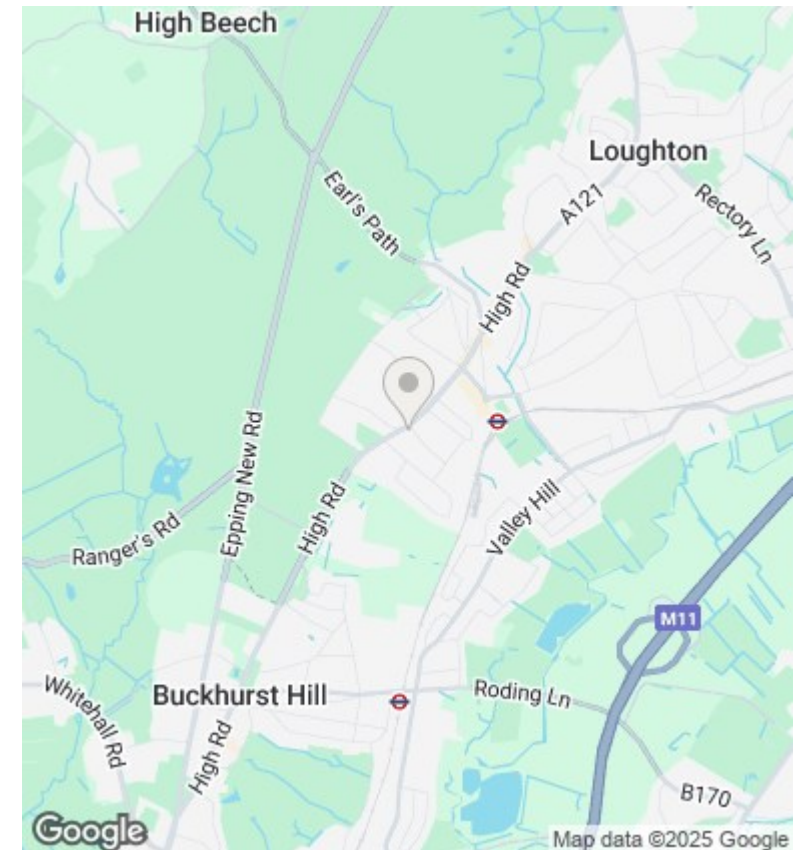 High Beech
Loughton
Earl's Path
A121
Rectory Ln
High Rd
Epping New Rd
High Rd
Valley Hill
Ranger's Rd
M11
Whitehall Rd
Buckhurst Hill
Roding Ln
High Rd
B170
Google
Map data ©2025 Google